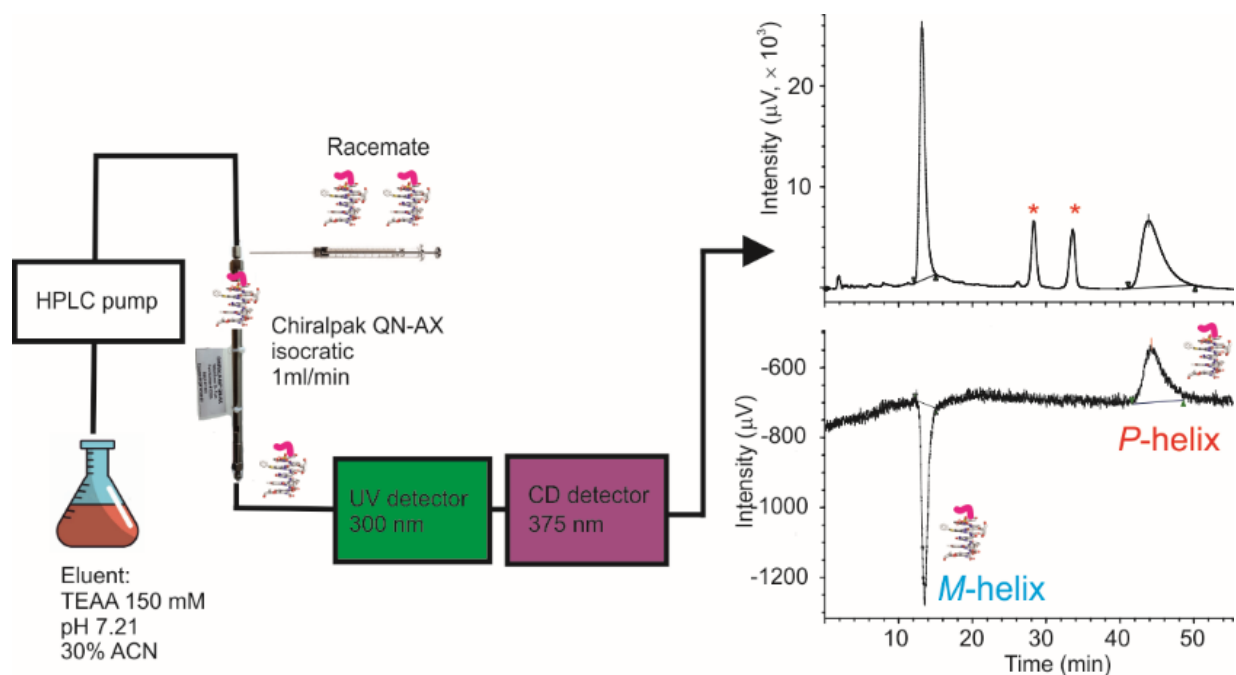 Racemate
HPLC pump
Chiralpak QN-AX
isocratic
1ml/min
UV detector
300 nm
CD detector
375 nm
Eluent:
TEAA 150 mM
pH 7.21
30% ACN
Intensity (µV, × 10³)
20
10
*
*
Intensity (µV)
-600
-800
-1000
-1200
P-helix
M-helix
10
20
30
40
50
Time (min)